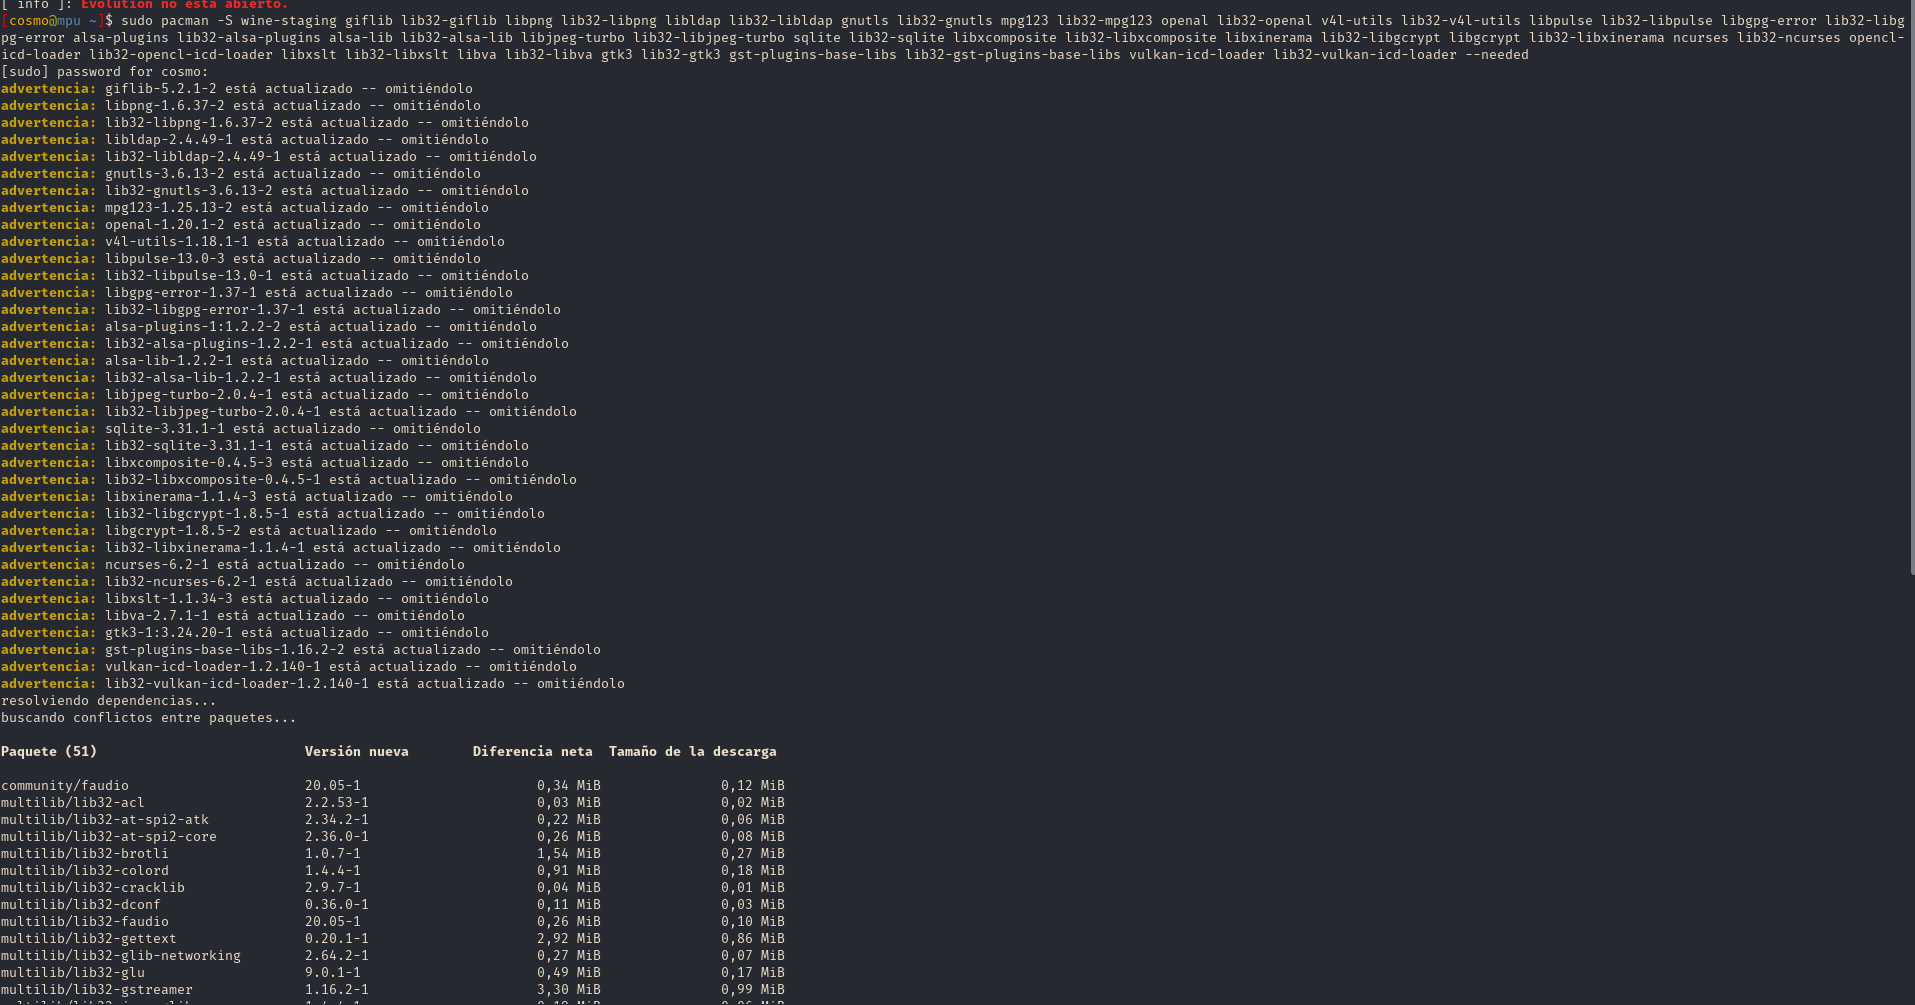 [ info ]: Evolution no está abierto.
[cosmo@mpu ~]$ sudo pacman -S wine-staging giflib lib32-giflib libpng lib32-libpng libldap lib32-libldap gnutls lib32-gnutls mpg123 lib32-mpg123 openal lib32-openal v4l-utils lib32-v4l-utils libpulse lib32-libpulse libgpg-error lib32-libg
pg-error alsa-plugins lib32-alsa-plugins alsa-lib lib32-alsa-lib libjpeg-turbo lib32-libjpeg-turbo sqlite lib32-sqlite libxcomposite lib32-libxcomposite libxinerama lib32-libgcrypt libgcrypt lib32-libxinerama ncurses lib32-ncurses opencl-
icd-loader lib32-opencl-icd-loader libxslt lib32-libxslt libva lib32-libva gtk3 lib32-gtk3 gst-plugins-base-libs lib32-gst-plugins-base-libs vulkan-icd-loader lib32-vulkan-icd-loader --needed
[sudo] password for cosmo:
advertencia: giflib-5.2.1-2 está actualizado -- omitiéndolo
advertencia: libpng-1.6.37-2 está actualizado -- omitiéndolo
advertencia: lib32-libpng-1.6.37-2 está actualizado -- omitiéndolo
advertencia: libldap-2.4.49-1 está actualizado -- omitiéndolo
advertencia: lib32-libldap-2.4.49-1 está actualizado -- omitiéndolo
advertencia: gnutls-3.6.13-2 está actualizado -- omitiéndolo
advertencia: lib32-gnutls-3.6.13-2 está actualizado -- omitiéndolo
advertencia: mpg123-1.25.13-2 está actualizado -- omitiéndolo
advertencia: openal-1.20.1-2 está actualizado -- omitiéndolo
advertencia: v4l-utils-1.18.1-1 está actualizado -- omitiéndolo
advertencia: libpulse-13.0-3 está actualizado -- omitiéndolo
advertencia: lib32-libpulse-13.0-1 está actualizado -- omitiéndolo
advertencia: libgpg-error-1.37-1 está actualizado -- omitiéndolo
advertencia: lib32-libgpg-error-1.37-1 está actualizado -- omitiéndolo
advertencia: alsa-plugins-1:1.2.2-2 está actualizado -- omitiéndolo
advertencia: lib32-alsa-plugins-1.2.2-1 está actualizado -- omitiéndolo
advertencia: alsa-lib-1.2.2-1 está actualizado -- omitiéndolo
advertencia: lib32-alsa-lib-1.2.2-1 está actualizado -- omitiéndolo
advertencia: libjpeg-turbo-2.0.4-1 está actualizado -- omitiéndolo
advertencia: lib32-libjpeg-turbo-2.0.4-1 está actualizado -- omitiéndolo
advertencia: sqlite-3.31.1-1 está actualizado -- omitiéndolo
advertencia: lib32-sqlite-3.31.1-1 está actualizado -- omitiéndolo
advertencia: libxcomposite-0.4.5-3 está actualizado -- omitiéndolo
advertencia: lib32-libxcomposite-0.4.5-1 está actualizado -- omitiéndolo
advertencia: libxinerama-1.1.4-3 está actualizado -- omitiéndolo
advertencia: lib32-libgcrypt-1.8.5-1 está actualizado -- omitiéndolo
advertencia: libgcrypt-1.8.5-2 está actualizado -- omitiéndolo
advertencia: lib32-libxinerama-1.1.4-1 está actualizado -- omitiéndolo
advertencia: ncurses-6.2-1 está actualizado -- omitiéndolo
advertencia: lib32-ncurses-6.2-1 está actualizado -- omitiéndolo
advertencia: libxslt-1.1.34-3 está actualizado -- omitiéndolo
advertencia: libva-2.7.1-1 está actualizado -- omitiéndolo
advertencia: gtk3-1:3.24.20-1 está actualizado -- omitiéndolo
advertencia: gst-plugins-base-libs-1.16.2-2 está actualizado -- omitiéndolo
advertencia: vulkan-icd-loader-1.2.140-1 está actualizado -- omitiéndolo
advertencia: lib32-vulkan-icd-loader-1.2.140-1 está actualizado -- omitiéndolo
resolviendo dependencias...
buscando conflictos entre paquetes...
Paquete (51) Versión nueva Diferencia neta Tamaño de la descarga
community/faudio 20.05-1 0,34 MiB 0,12 MiB
multilib/lib32-acl 2.2.53-1 0,03 MiB 0,02 MiB
multilib/lib32-at-spi2-atk 2.34.2-1 0,22 MiB 0,06 MiB
multilib/lib32-at-spi2-core 2.36.0-1 0,26 MiB 0,08 MiB
multilib/lib32-brotli 1.0.7-1 1,54 MiB 0,27 MiB
multilib/lib32-colord 1.4.4-1 0,91 MiB 0,18 MiB
multilib/lib32-cracklib 2.9.7-1 0,04 MiB 0,01 MiB
multilib/lib32-dconf 0.36.0-1 0,11 MiB 0,03 MiB
multilib/lib32-faudio 20.05-1 0,26 MiB 0,10 MiB
multilib/lib32-gettext 0.20.1-1 2,92 MiB 0,86 MiB
multilib/lib32-glib-networking 2.64.2-1 0,27 MiB 0,07 MiB
multilib/lib32-glu 9.0.1-1 0,49 MiB 0,17 MiB
multilib/lib32-gstreamer 1.16.2-1 3,30 MiB 0,99 MiB